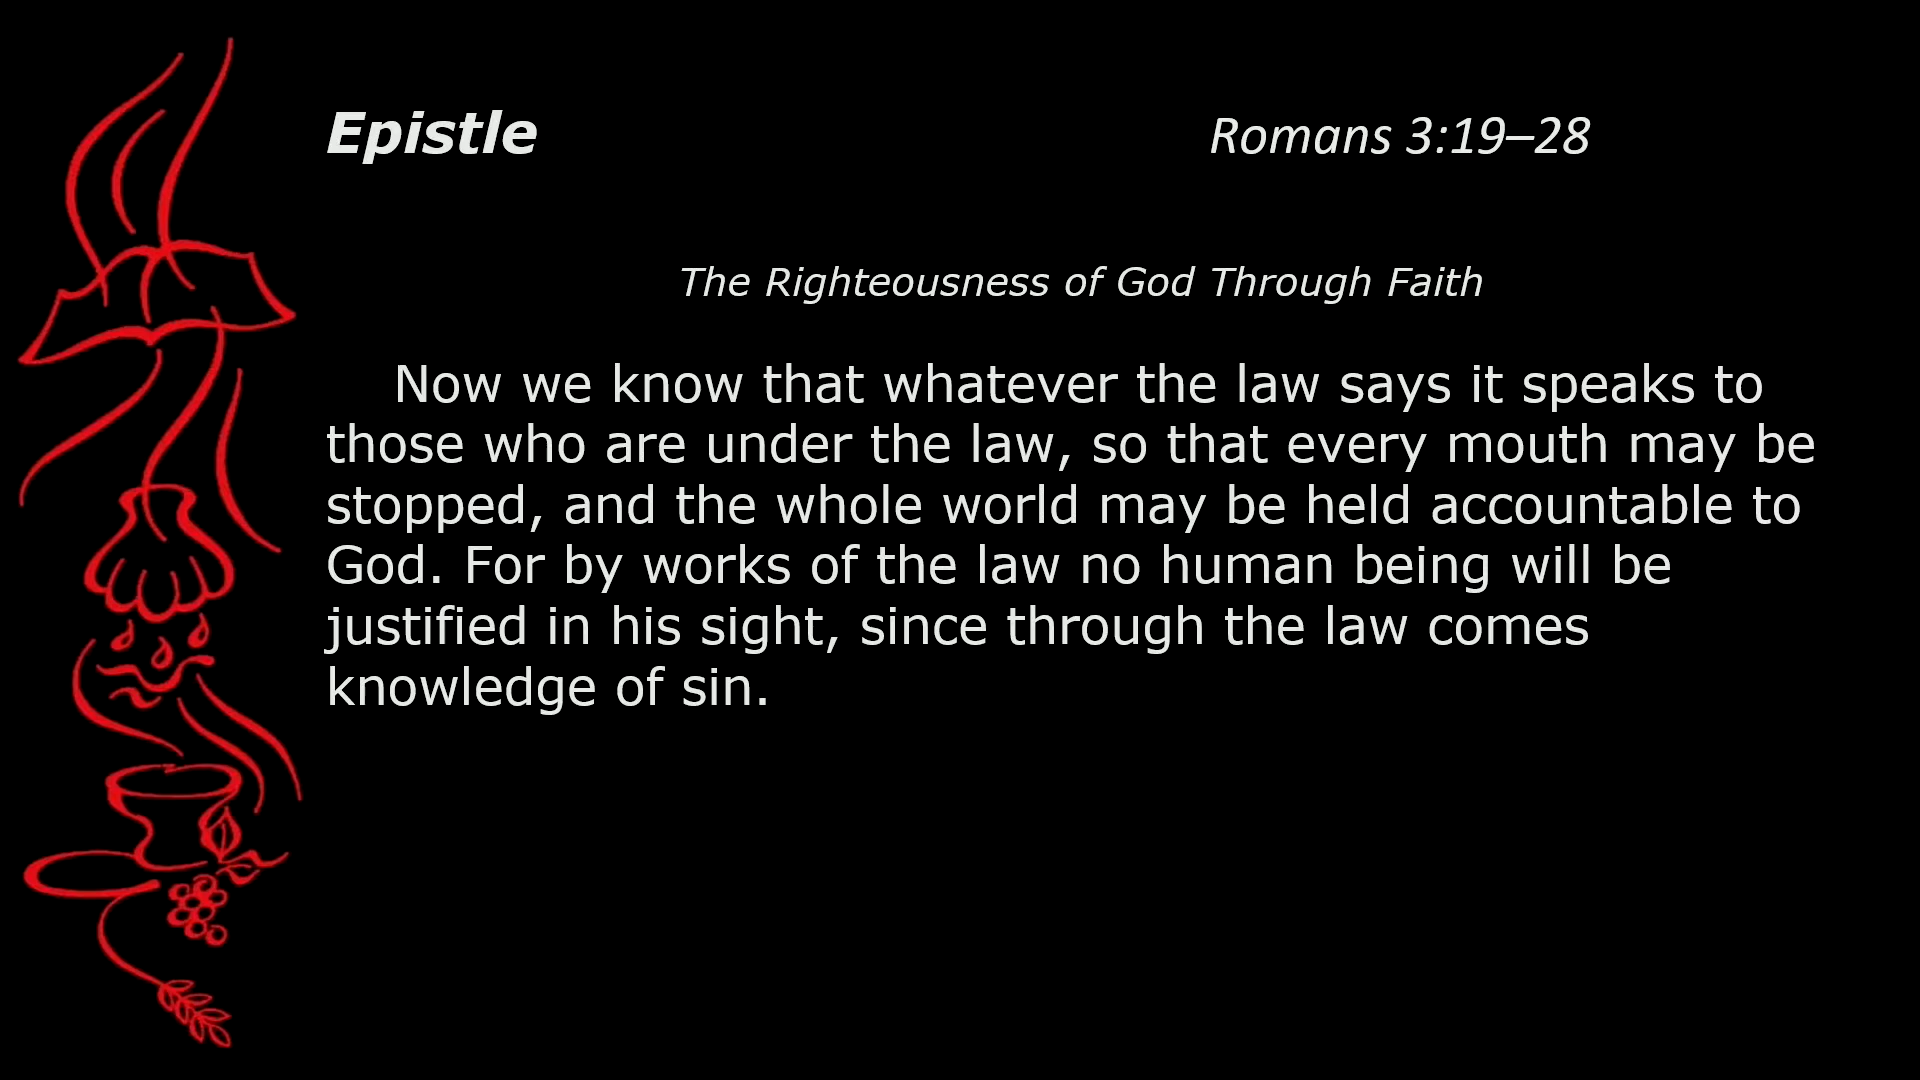 Epistle Romans 3:19–28
The Righteousness of God Through Faith
Now we know that whatever the law says it speaks to
those who are under the law, so that every mouth may be
stopped, and the whole world may be held accountable to
God. For by works of the law no human being will be
justified in his sight, since through the law comes
knowledge of sin.